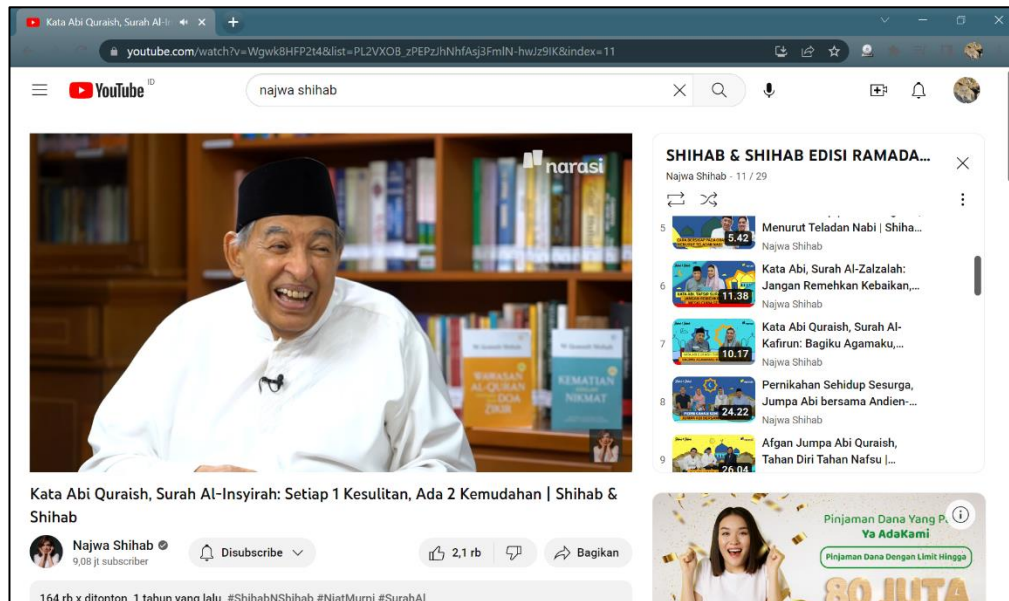 Kata Abi Quraish, Surah Al-In
youtube.com/watch?v=Wgwk8HFP2t4&list=PL2VXOB_zPEPzJhNhfAsj3FmIN-hwJz9IK&index=11
YouTube ID
najwa shihab
narasi
M. Quraish Shihab
WAWASAN
AL-QURAN
DOA
ZIKIR
KEMATIAN
NIKMAT
Kata Abi Quraish, Surah Al-Insyirah: Setiap 1 Kesulitan, Ada 2 Kemudahan | Shihab &
Shihab
Najwa Shihab
9,08 jt subscriber
Disubscribe
2,1 rb
Bagikan
164 rb x ditonton 1 tahun yang lalu #ShihabNShihab #NiatMurni #SurahAl
SHIHAB & SHIHAB EDISI RAMADA...
Najwa Shihab - 11 / 29
5
5.42
Menurut Teladan Nabi | Shiha...
Najwa Shihab
6
11.38
Kata Abi, Surah Al-Zalzalah:
Jangan Remehkan Kebaikan,...
Najwa Shihab
7
10.17
Kata Abi Quraish, Surah Al-
Kafirun: Bagiku Agamaku,...
Najwa Shihab
8
24.22
Pernikahan Sehidup Sesurga,
Jumpa Abi bersama Andien-...
Najwa Shihab
9
26.04
Afgan Jumpa Abi Quraish,
Tahan Diri Tahan Nafsu |...
Pinjaman Dana Yang P
Ya AdaKami
Pinjaman Dana Dengan Limit Hingga
80 JUTA